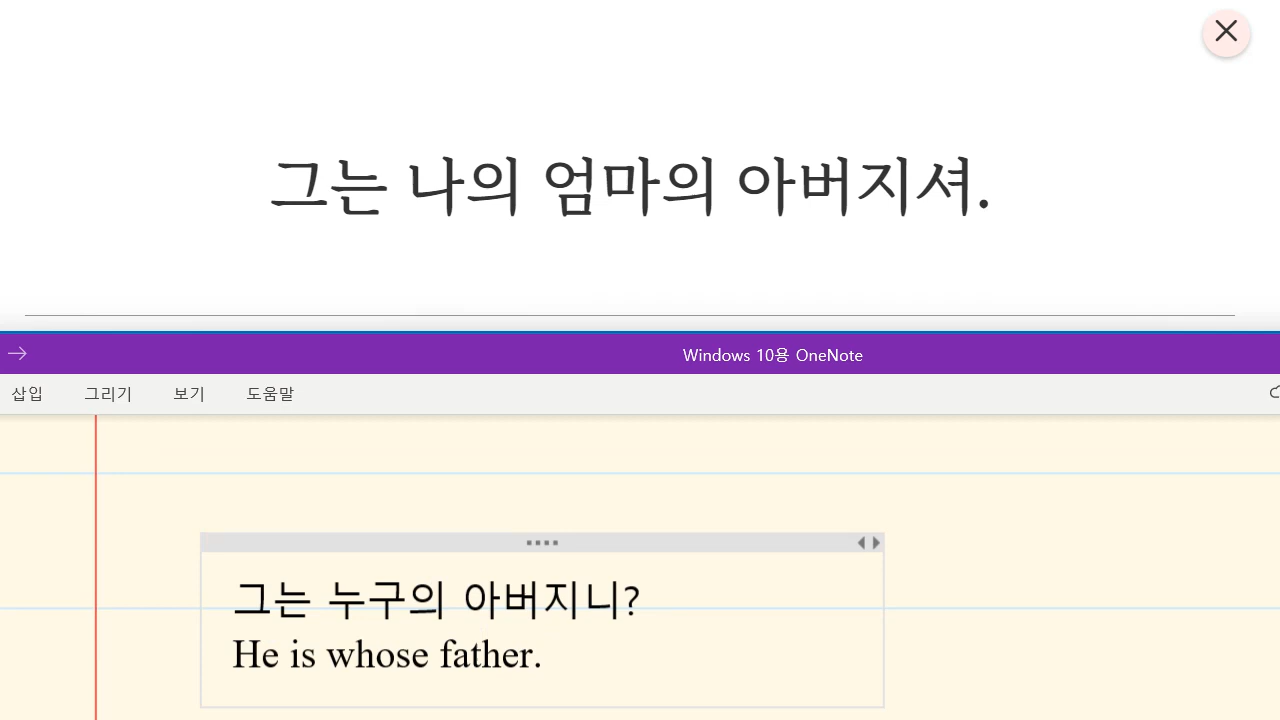 그는 나의 엄마의 아버지셔.
Windows 10용 OneNote
삽입 그리기 보기 도움말
그는 누구의 아버지니?
He is whose father.